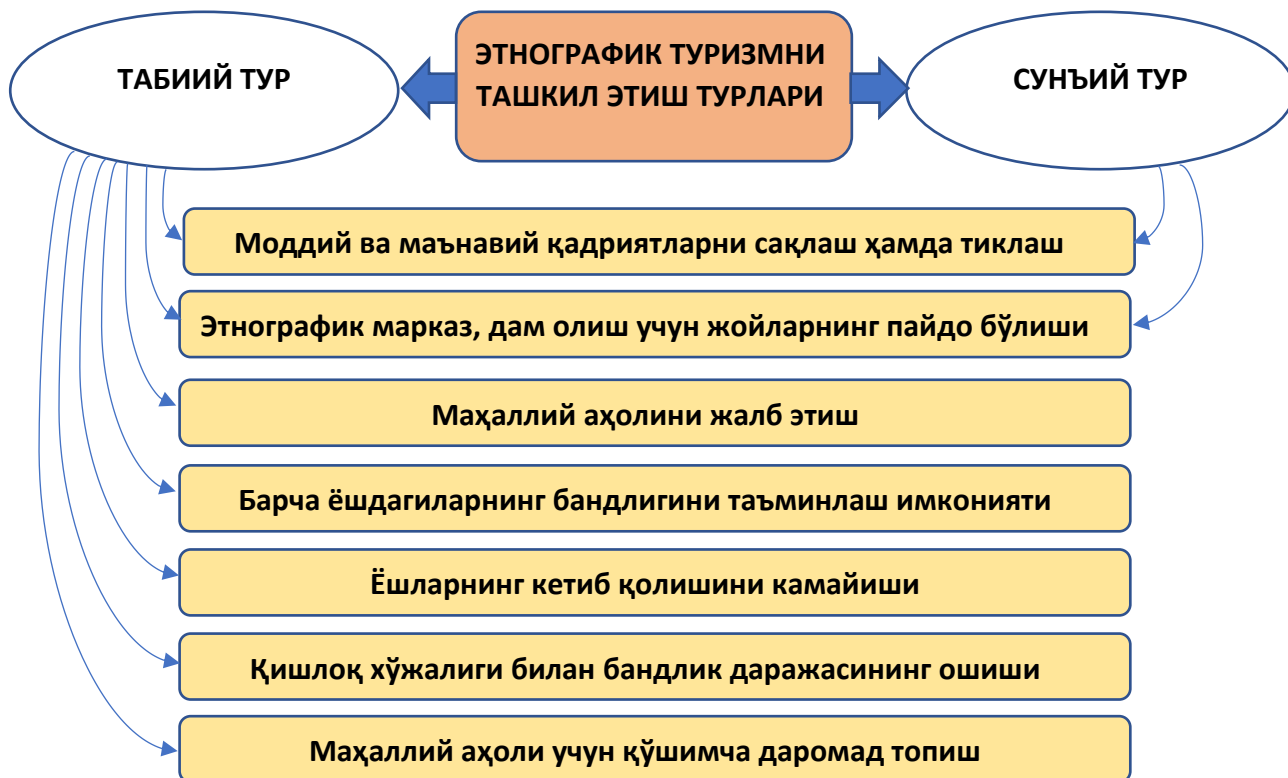 ТАБИИЙ ТУР
ЭТНОГРАФИК ТУРИЗМНИ
ТАШКИЛ ЭТИШ ТУРЛАРИ
СУНЪИЙ ТУР
Моддий ва маънавий қадриятларни сақлаш ҳамда тиклаш
Этнографик марказ, дам олиш учун жойларнинг пайдо бўлиши
Маҳаллий аҳолини жалб этиш
Барча ёшдагиларнинг бандлигини таъминлаш имконияти
Ёшларнинг кетиб қолишини камайиши
Қишлоқ хўжалиги билан бандлик даражасининг ошиши
Маҳаллий аҳоли учун қўшимча даромад топиш